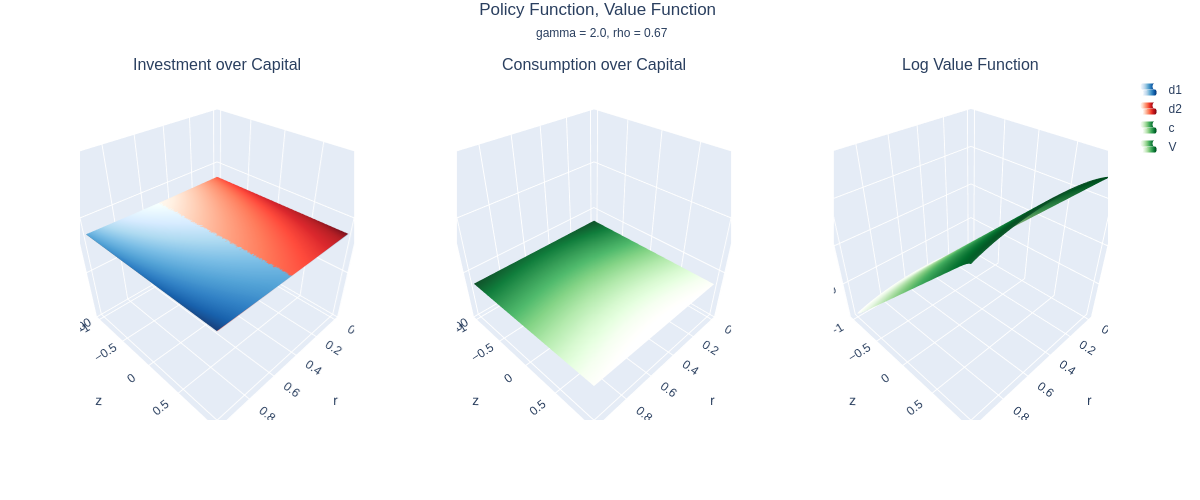 Policy Function, Value Function
gamma = 2.0, rho = 0.67
Investment over Capital
Consumption over Capital
Log Value Function
d1
d2
c
V
−0.5
0
0.5
z
0
0.2
0.4
0.6
0.8
r
−0.5
0
0.5
z
0
0.2
0.4
0.6
0.8
r
−1
−0.5
0
0.5
z
0
0.2
0.4
0.6
0.8
r